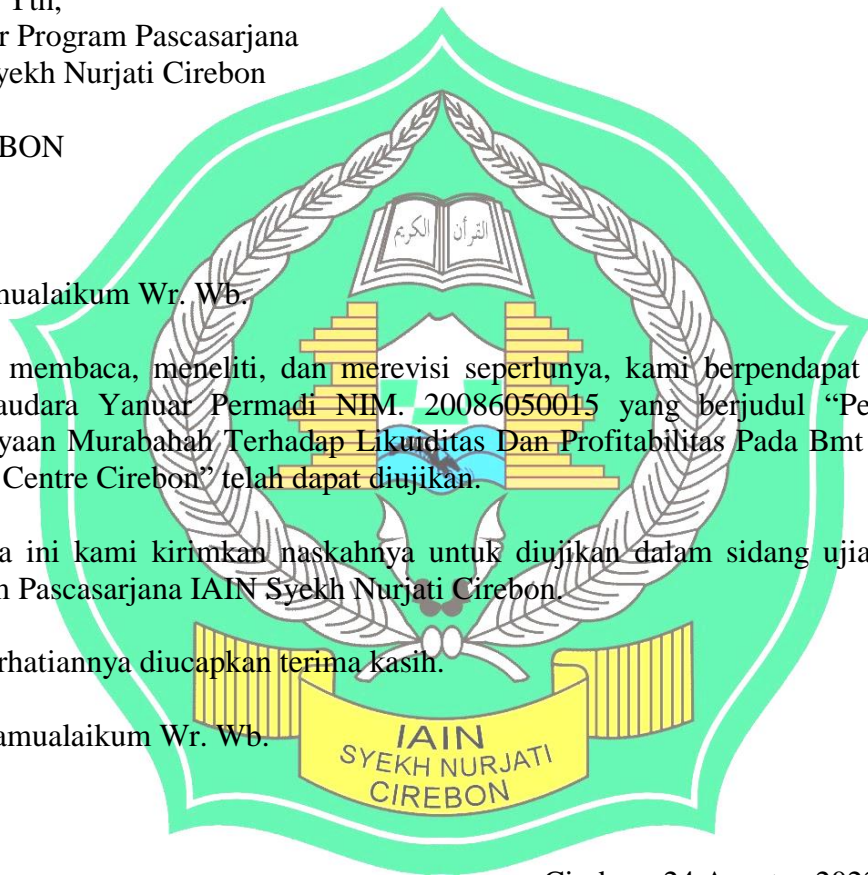 Yth,
r Program Pascasarjana
yekh Nurjati Cirebon
BON
mualaikum Wr. Wb.
membaca, meneliti, dan merevisi seperlunya, kami berpendapat
audara Yanuar Permadi NIM. 20086050015 yang berjudul “Pe
yaan Murabahah Terhadap Likuiditas Dan Profitabilitas Pada Bmt
Centre Cirebon” telah dapat diujikan.
a ini kami kirimkan naskahnya untuk diujikan dalam sidang ujia
n Pascasarjana IAIN Syekh Nurjati Cirebon.
rhatiannya diucapkan terima kasih.
amualaikum Wr. Wb.
القرآن الكريم
IAIN
SYEKH NURJATI
CIREBON